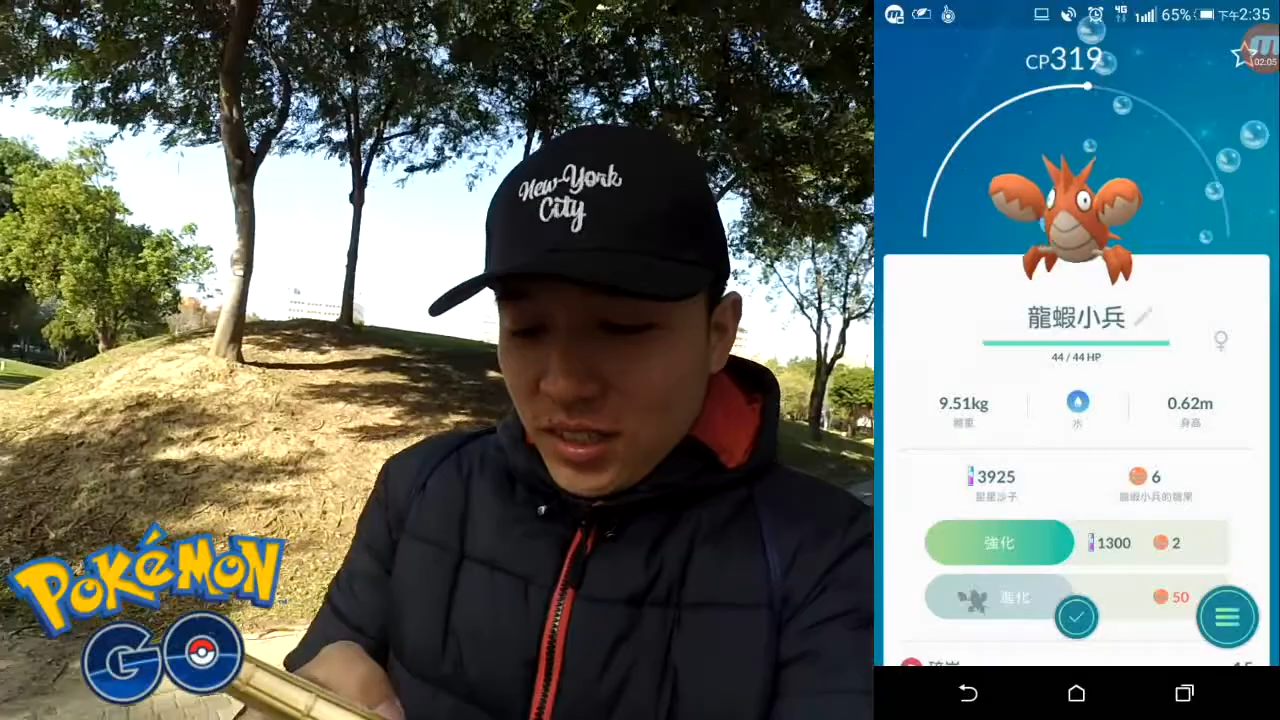 New-York
City
POKÉMON
GO
4G
65%
下午2:35
CP319
02:05
龍蝦小兵
44 / 44 HP
9.51kg
體重
水
0.62m
身高
3925
星星沙子
6
龍蝦小兵的糖果
強化
1300
2
進化
50
15